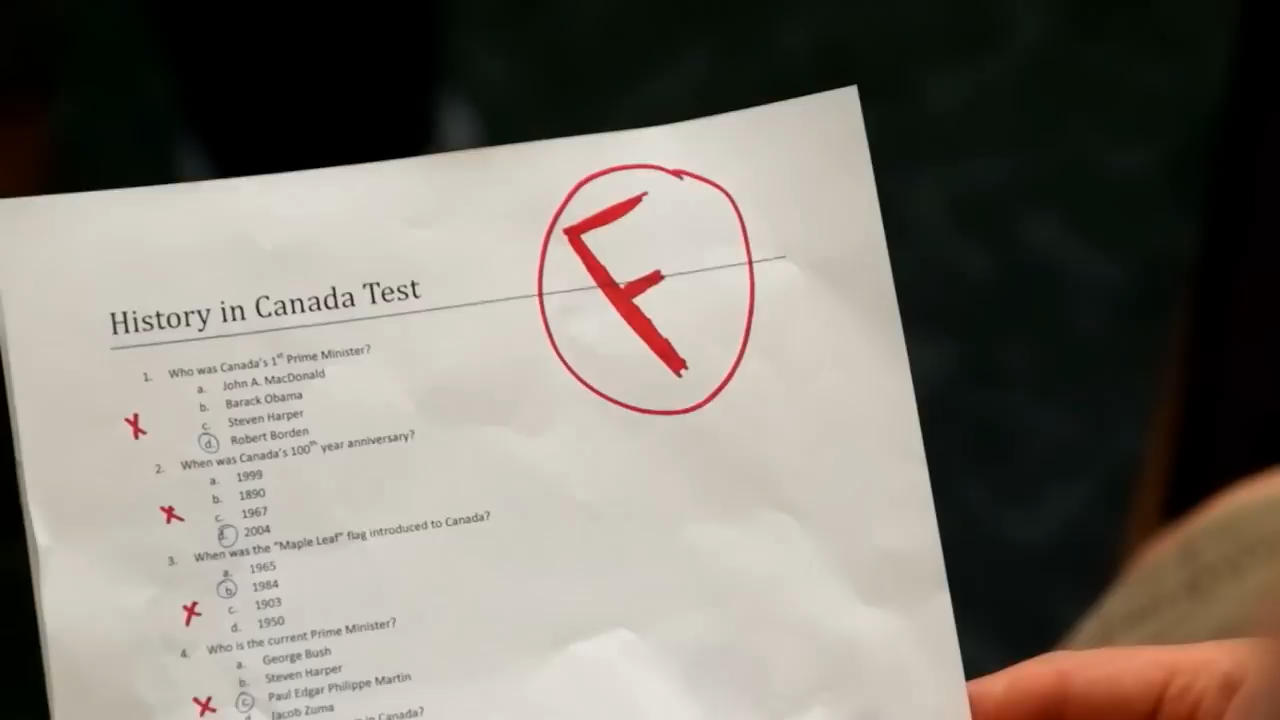 F
History in Canada Test
1. Who was Canada's 1st Prime Minister?
a. John A. MacDonald
b. Barack Obama
c. Steven Harper
d. Robert Borden
2. When was Canada's 100th year anniversary?
a. 1999
b. 1890
c. 1967
d. 2004
3. When was the "Maple Leaf" flag introduced to Canada?
a. 1965
b. 1984
c. 1903
d. 1950
4. Who is the current Prime Minister?
a. George Bush
b. Steven Harper
c. Paul Edgar Philippe Martin
d. Jacob Zuma
in Canada?